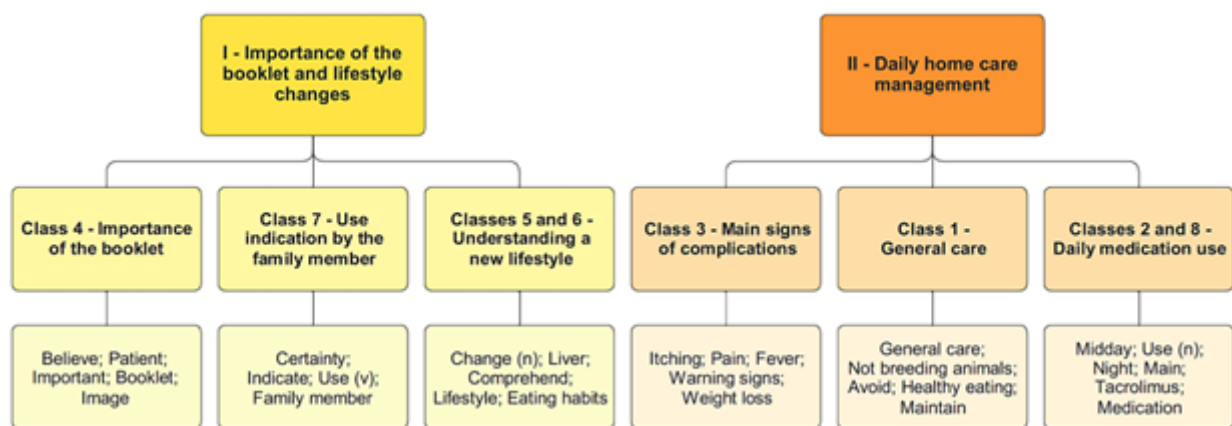 I - Importance of the
booklet and lifestyle
changes
II - Daily home care
management
Class 4 - Importance
of the booklet
Class 7 - Use
indication by the
family member
Classes 5 and 6 -
Understanding a
new lifestyle
Class 3 - Main signs
of complications
Class 1 -
General care
Classes 2 and 8 -
Daily medication use
Believe; Patient;
Important; Booklet;
Image
Certainty;
Indicate; Use (v);
Family member
Change (n); Liver;
Comprehend;
Lifestyle; Eating habits
Itching; Pain; Fever;
Warning signs;
Weight loss
General care;
Not breeding animals;
Avoid; Healthy eating;
Maintain
Midday; Use (n);
Night; Main;
Tacrolimus;
Medication